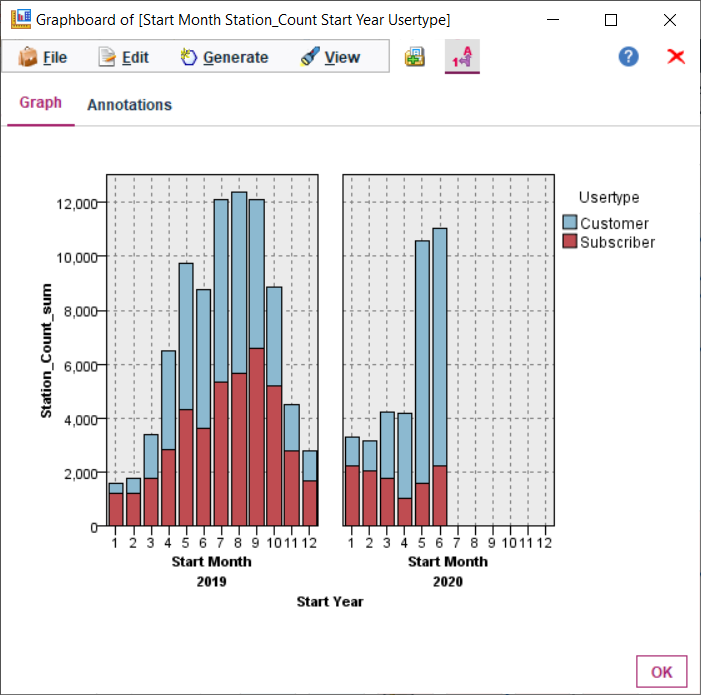 Graphboard of [Start Month Station_Count Start Year Usertype]
File Edit Generate View
Graph Annotations
Usertype
Customer
Subscriber
Station_Count_sum
12,000
10,000
8,000
6,000
4,000
2,000
0
1 2 3 4 5 6 7 8 9 10 11 12
1 2 3 4 5 6 7 8 9 10 11 12
Start Month
Start Month
2019
2020
Start Year
OK